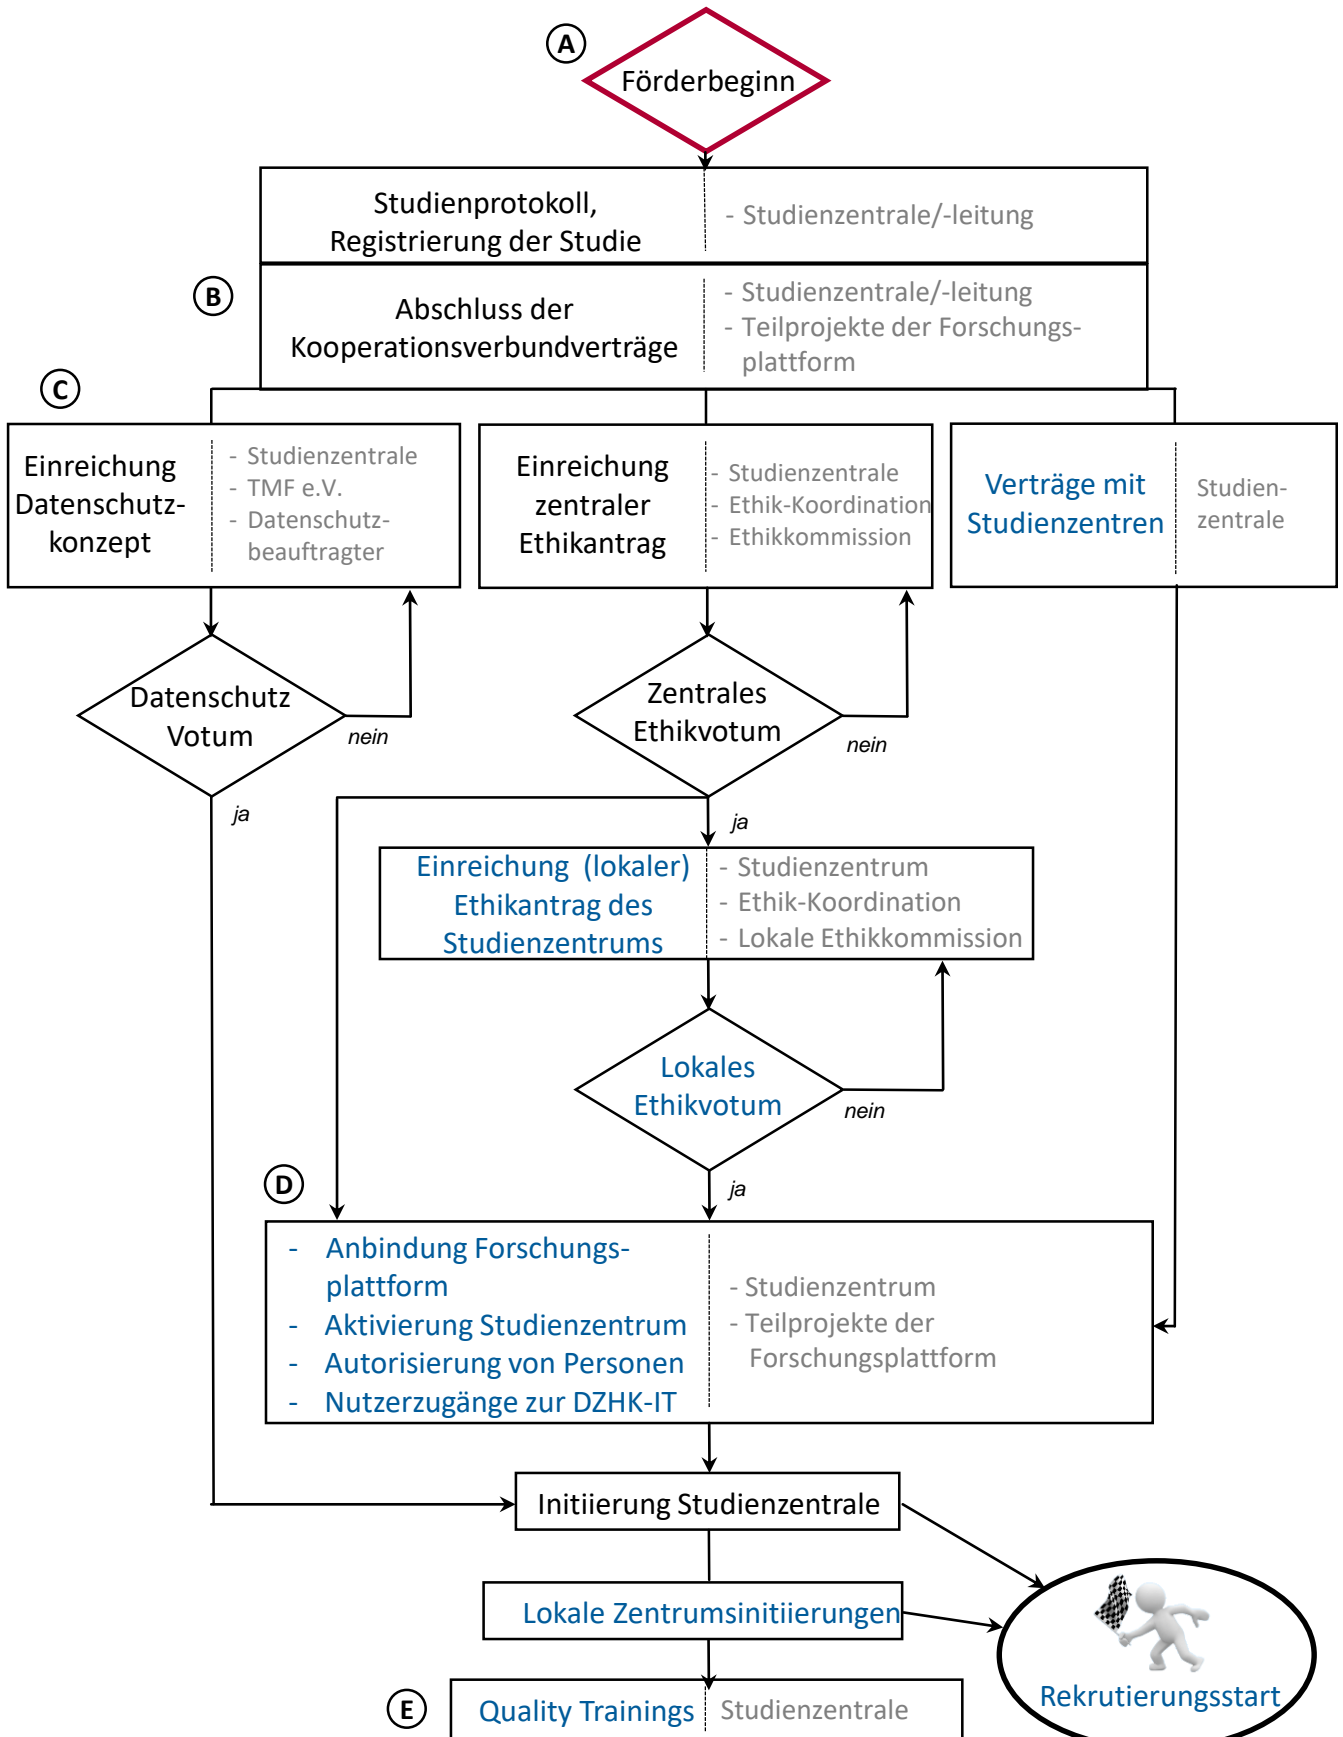 A
Förderbeginn
Studienprotokoll,
Registrierung der Studie
- Studienzentrale/-leitung
B
Abschluss der
Kooperationsverbundverträge
- Studienzentrale/-leitung
- Teilprojekte der Forschungs-
plattform
C
Einreichung
Datenschutz-
konzept
- Studienzentrale
- TMF e.V.
- Datenschutz-
beauftragter
Einreichung
zentraler
Ethikantrag
- Studienzentrale
- Ethik-Koordination
- Ethikkommission
Verträge mit
Studienzentren
Studien-
zentrale
Datenschutz
Votum
nein
ja
Zentrales
Ethikvotum
nein
ja
Einreichung (lokaler)
Ethikantrag des
Studienzentrums
- Studienzentrum
- Ethik-Koordination
- Lokale Ethikkommission
Lokales
Ethikvotum
nein
ja
D
- Anbindung Forschungs-
plattform
- Aktivierung Studienzentrum
- Autorisierung von Personen
- Nutzerzugänge zur DZHK-IT
- Studienzentrum
- Teilprojekte der
Forschungsplattform
Initiierung Studienzentrale
Lokale Zentrumsinitiierungen
Rekrutierungsstart
E
Quality Trainings
Studienzentrale